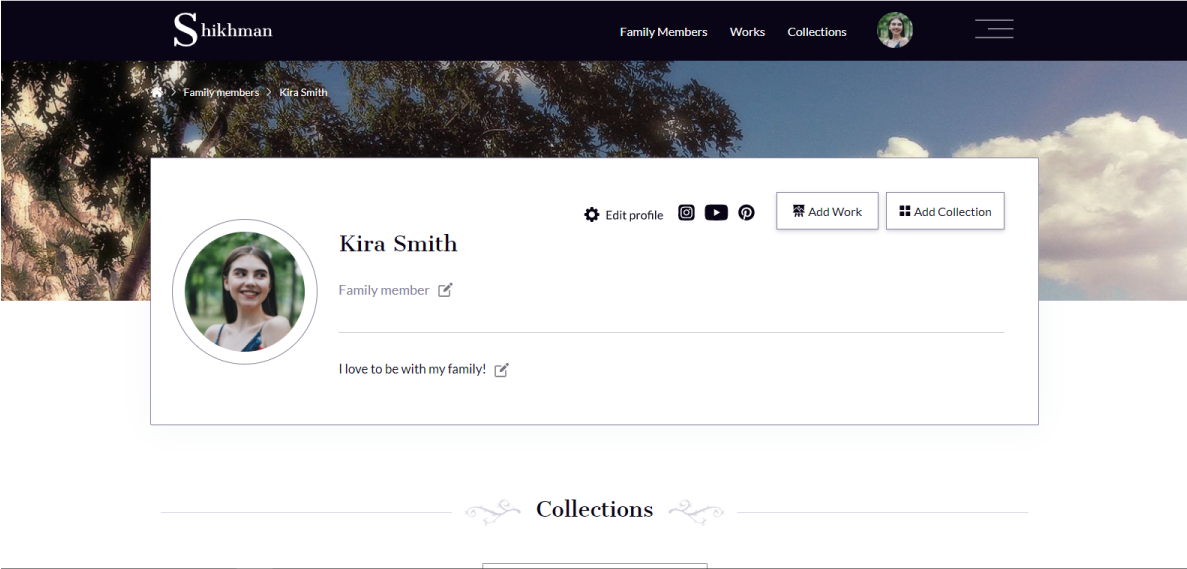 Shikhman
Family Members Works Collections
Family members Kira Smith
Edit profile Add Work Add Collection
Kira Smith
Family member
I love to be with my family!
Collections